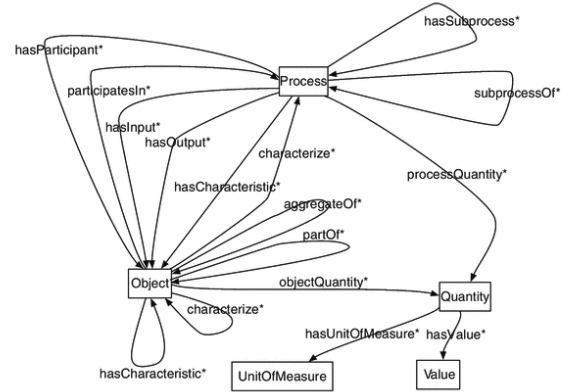 hasSubprocess*
hasParticipant*
Process
participatesIn*
subprocessOf*
hasInput*
hasOutput*
characterize*
processQuantity*
hasCharacteristic*
aggregateOf*
partOf*
Object
objectQuantity*
Quantity
characterize*
hasUnitOfMeasure*
hasValue*
hasCharacteristic*
UnitOfMeasure
Value